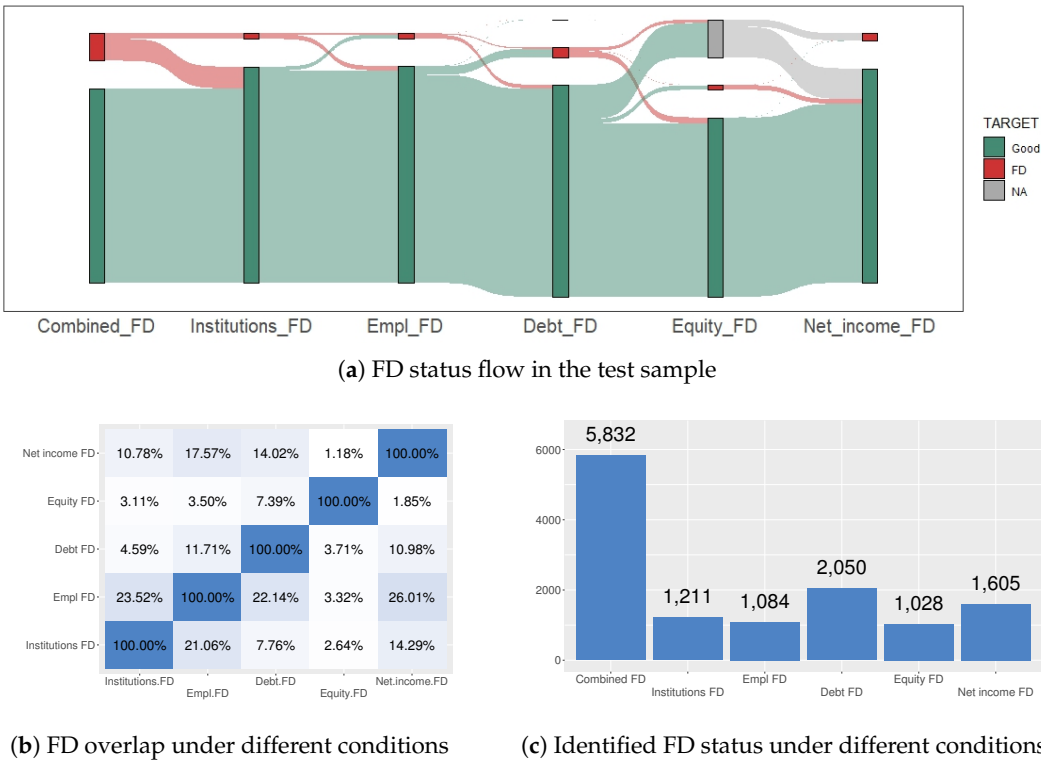 TARGET
Good
FD
NA
Combined_FD Institutions_FD Empl_FD Debt_FD Equity_FD Net_income_FD
(a) FD status flow in the test sample
Net income FD 10.78% 17.57% 14.02% 1.18% 100.00%
Equity FD 3.11% 3.50% 7.39% 100.00% 1.85%
Debt FD 4.59% 11.71% 100.00% 3.71% 10.98%
Empl FD 23.52% 100.00% 22.14% 3.32% 26.01%
Institutions FD 100.00% 21.06% 7.76% 2.64% 14.29%
Institutions.FD Empl.FD Debt.FD Equity.FD Net.income.FD
(b) FD overlap under different conditions
5,832
6000
4000
2,050
2000
1,211 1,084 1,028 1,605
0
Combined FD Institutions FD Empl FD Debt FD Equity FD Net income FD
(c) Identified FD status under different conditions